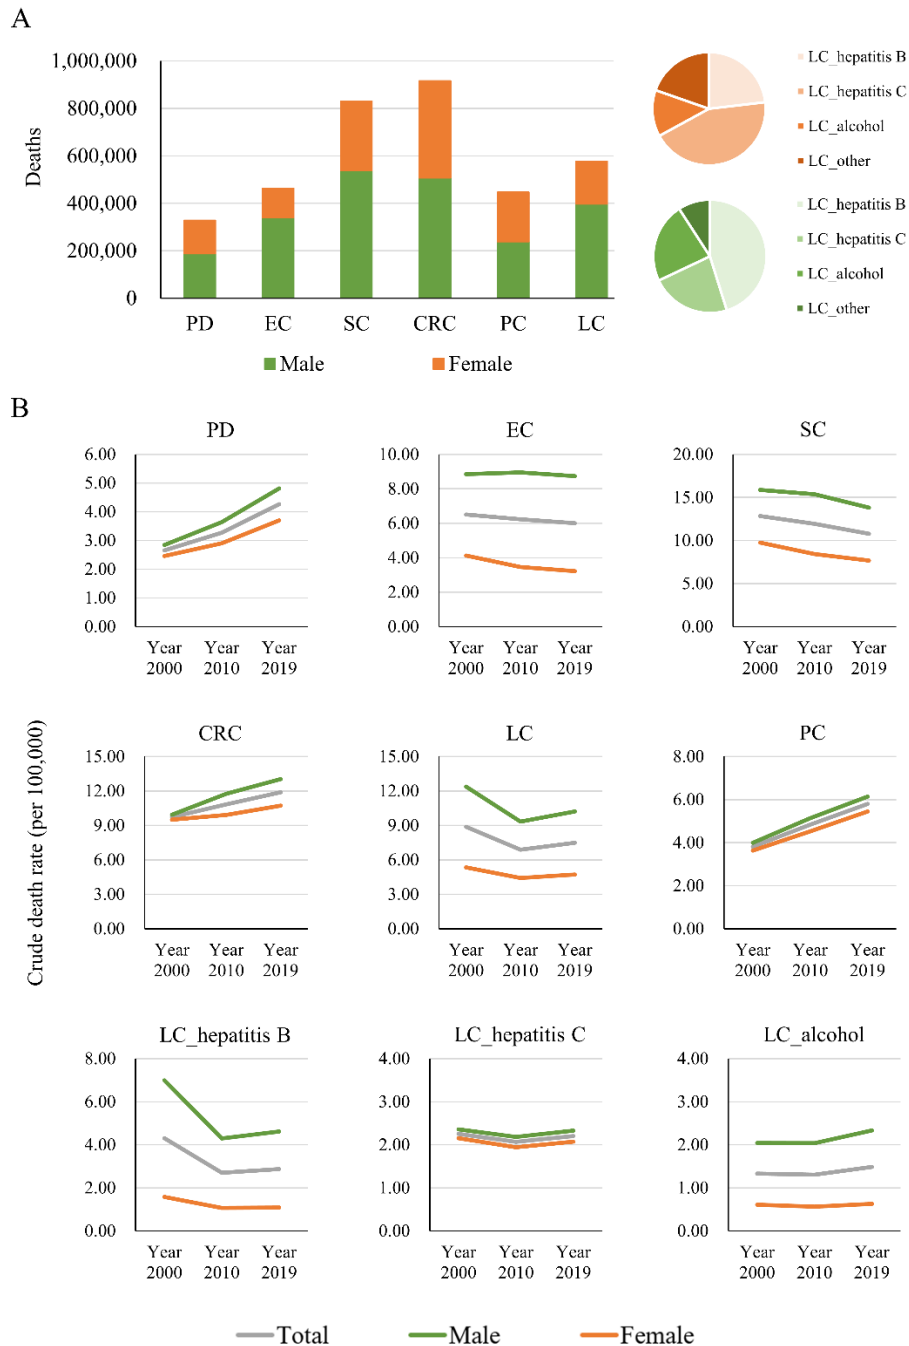 A
1,000,000
800,000
600,000
400,000
200,000
0
Deaths
PD EC SC CRC PC LC
Male Female
LC_hepatitis B
LC_hepatitis C
LC_alcohol
LC_other
LC_hepatitis B
LC_hepatitis C
LC_alcohol
LC_other
B
Crude death rate (per 100,000)
PD
6.00
5.00
4.00
3.00
2.00
1.00
0.00
Year Year Year
2000 2010 2019
EC
10.00
8.00
6.00
4.00
2.00
0.00
Year Year Year
2000 2010 2019
SC
20.00
15.00
10.00
5.00
0.00
Year Year Year
2000 2010 2019
CRC
15.00
12.00
9.00
6.00
3.00
0.00
Year Year Year
2000 2010 2019
LC
15.00
12.00
9.00
6.00
3.00
0.00
Year Year Year
2000 2010 2019
PC
8.00
6.00
4.00
2.00
0.00
Year Year Year
2000 2010 2019
LC_hepatitis B
8.00
6.00
4.00
2.00
0.00
Year Year Year
2000 2010 2019
LC_hepatitis C
4.00
3.00
2.00
1.00
0.00
Year Year Year
2000 2010 2019
LC_alcohol
4.00
3.00
2.00
1.00
0.00
Year Year Year
2000 2010 2019
Total Male Female